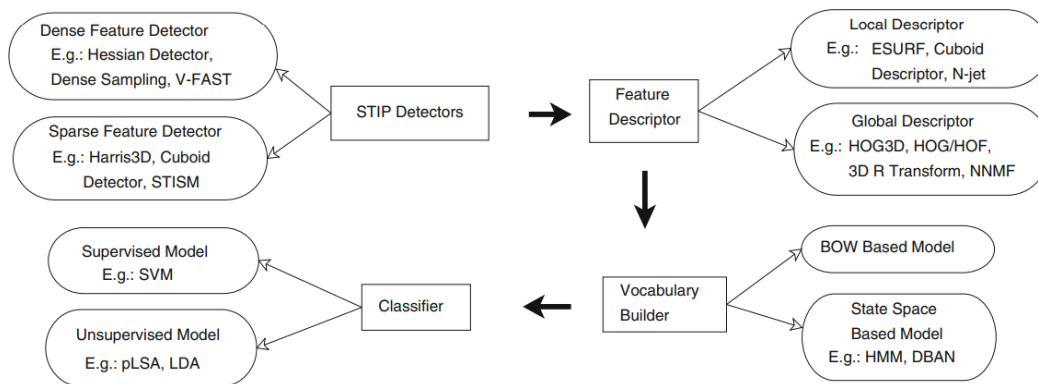 Dense Feature Detector
E.g.: Hessian Detector,
Dense Sampling, V-FAST
Sparse Feature Detector
E.g.: Harris3D, Cuboid
Detector, STISM
STIP Detectors
Feature
Descriptor
Local Descriptor
E.g.: ESURF, Cuboid
Descriptor, N-jet
Global Descriptor
E.g.: HOG3D, HOG/HOF,
3D R Transform, NNMF
Supervised Model
E.g.: SVM
Unsupervised Model
E.g.: pLSA, LDA
Classifier
Vocabulary
Builder
BOW Based Model
State Space
Based Model
E.g.: HMM, DBAN